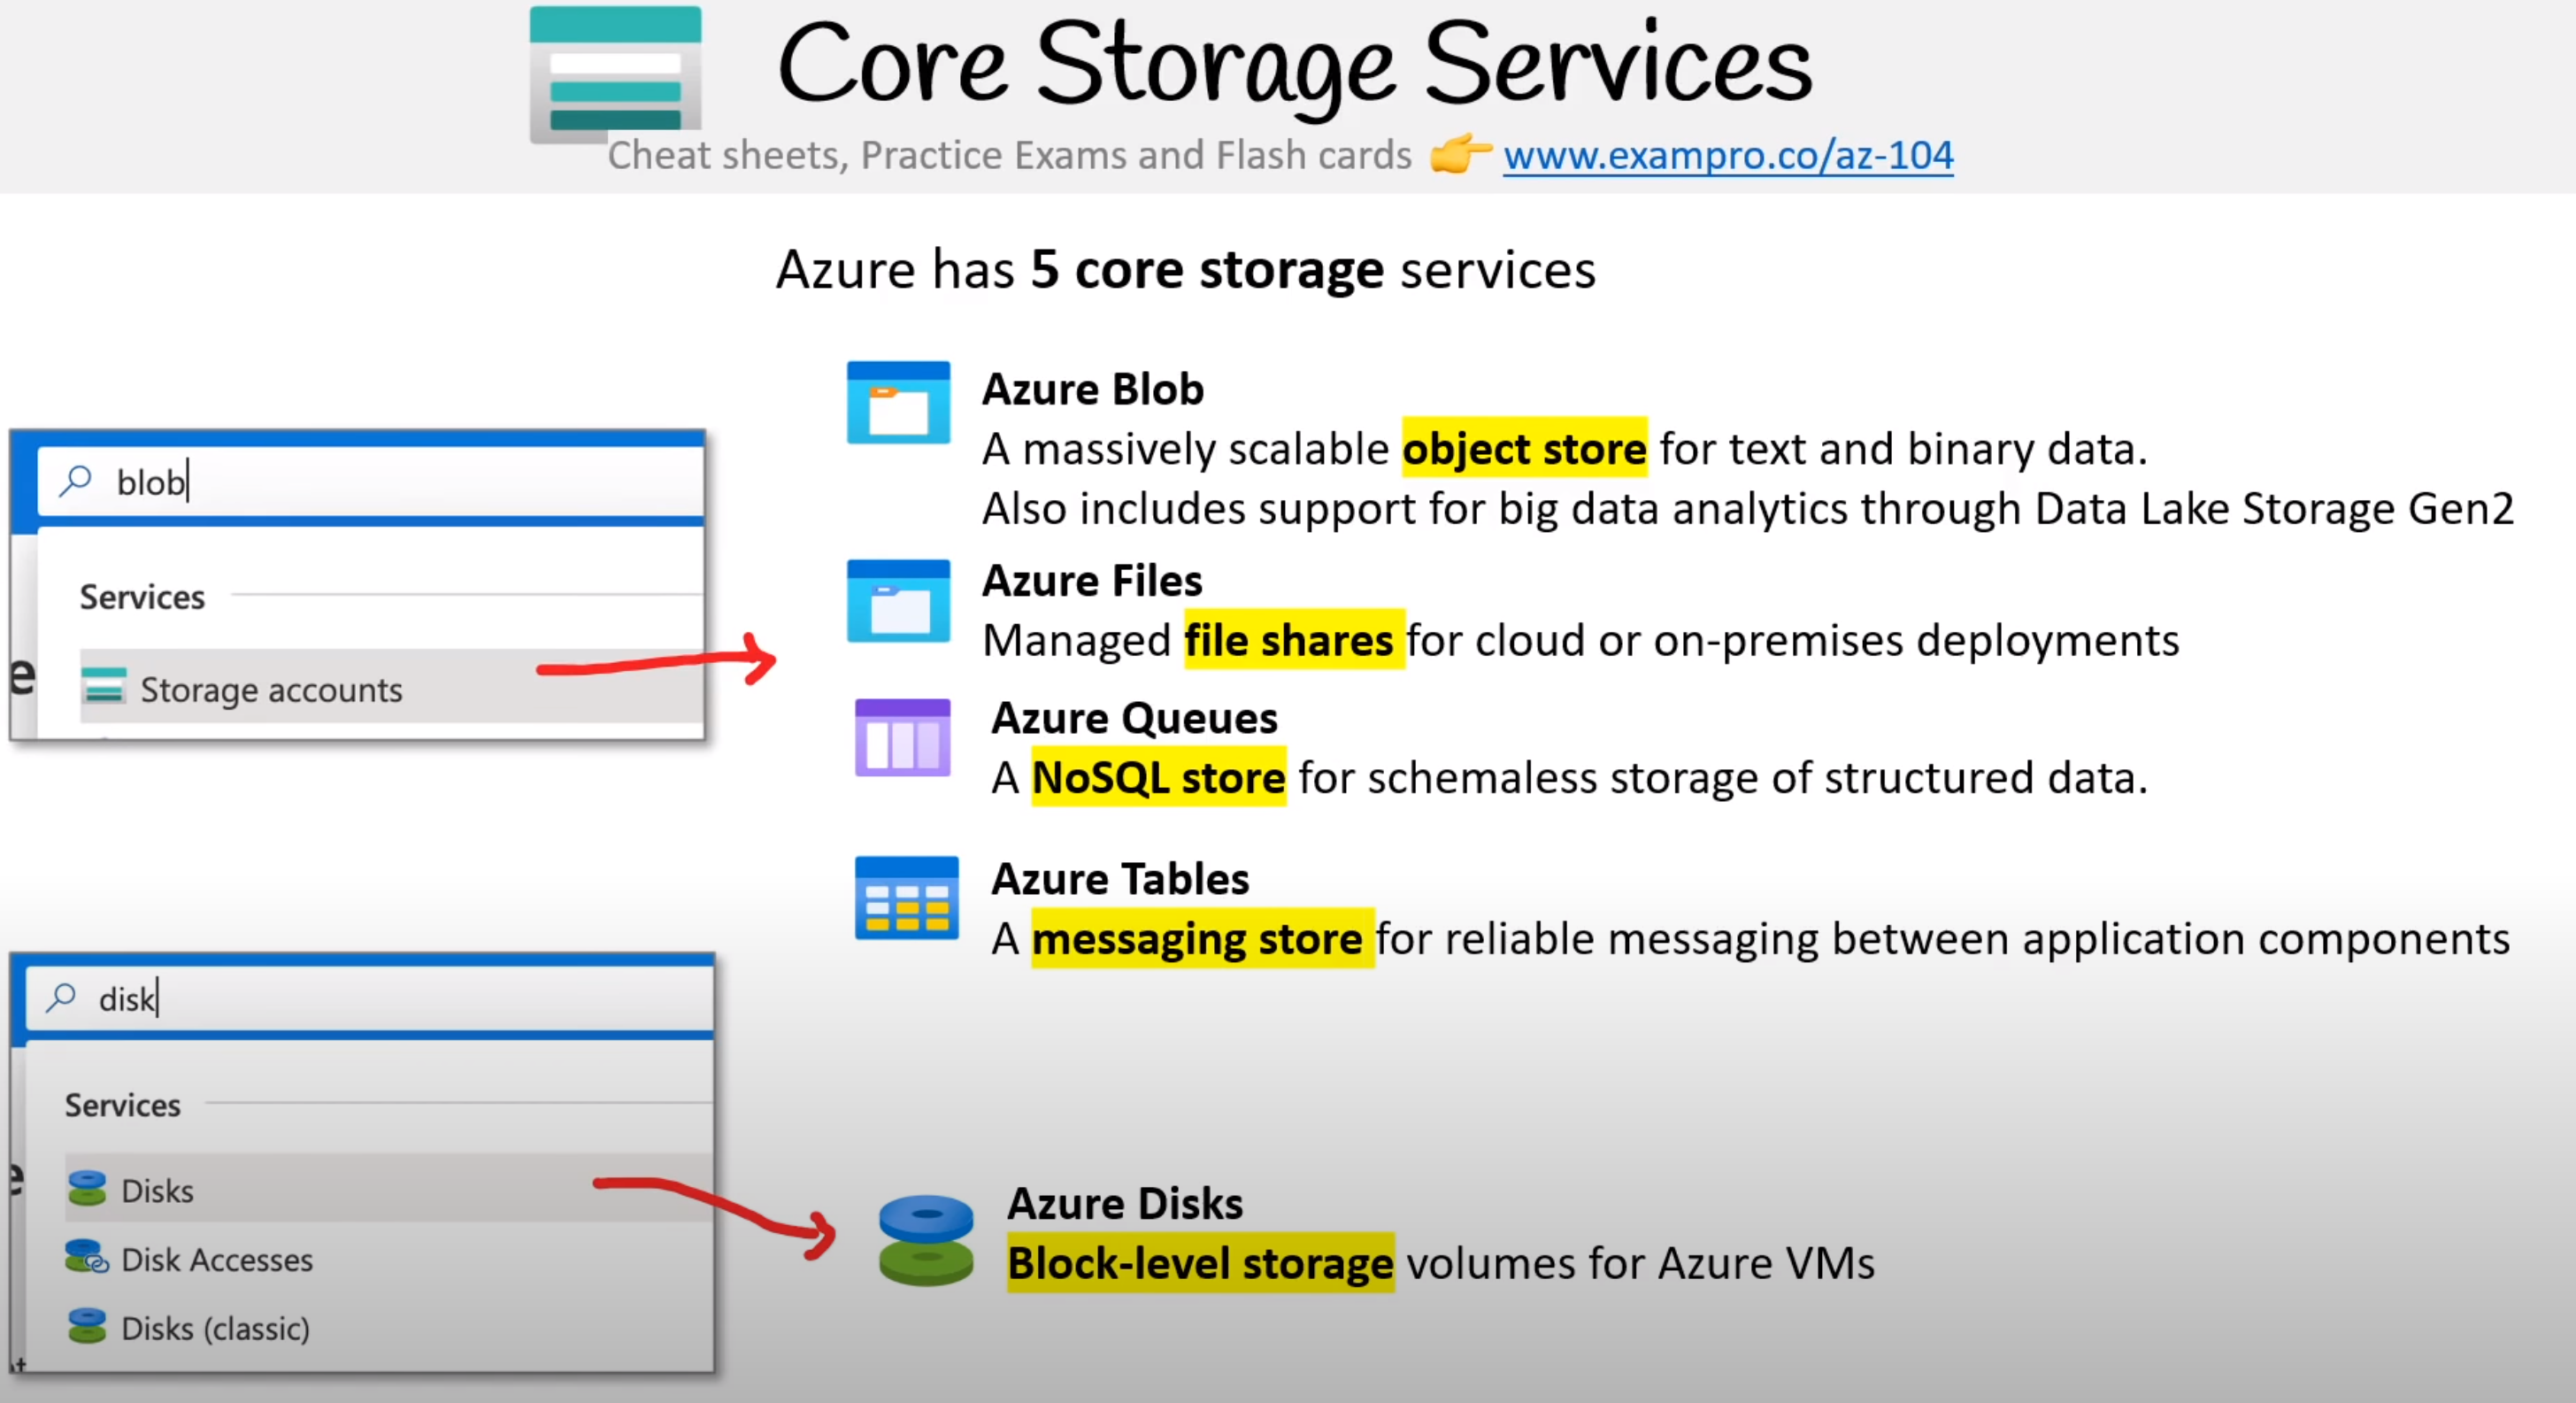 Core Storage Services
Cheat sheets, Practice Exams and Flash cards 👉 www.exampro.co/az-104
Azure has 5 core storage services
blob
Services
e
Storage accounts
Azure Blob
A massively scalable object store for text and binary data.
Also includes support for big data analytics through Data Lake Storage Gen2
Azure Files
Managed file shares for cloud or on-premises deployments
Azure Queues
A NoSQL store for schemaless storage of structured data.
Azure Tables
A messaging store for reliable messaging between application components
disk
Services
Disks
Disk Accesses
Disks (classic)
Azure Disks
Block-level storage volumes for Azure VMs